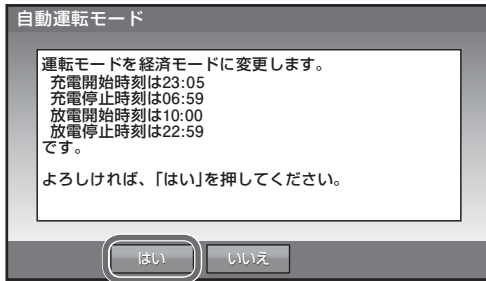 自動運転モード
運転モードを経済モードに変更します。
充電開始時刻は23:05
充電停止時刻は06:59
放電開始時刻は10:00
放電停止時刻は22:59
です。
よろしければ、「はい」を押してください。
はい いいえ